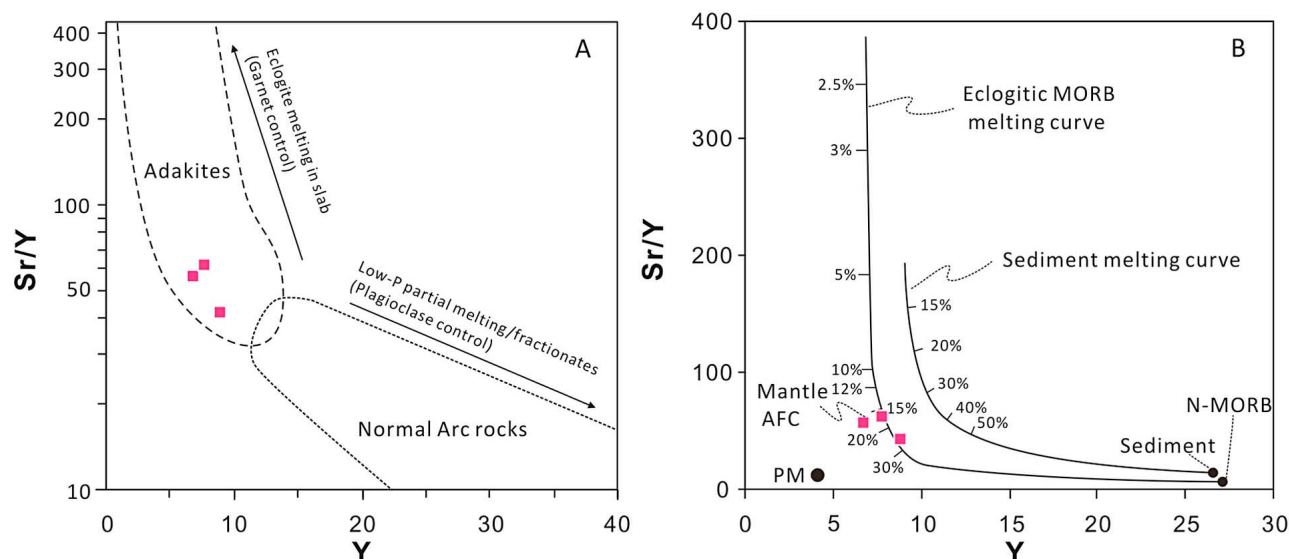 A
400
300
200
100
50
10
Sr/Y
0
10
20
30
40
Y
Adakites
Eclogite melting in slab
(Garnet control)
Low-P partial melting/fractionates
(Plagioclase control)
Normal Arc rocks
B
400
300
200
100
0
Sr/Y
0
5
10
15
20
25
30
Y
2.5%
3%
5%
10%
12%
15%
20%
30%
Eclogitic MORB
melting curve
Sediment melting curve
15%
20%
30%
40%
50%
Mantle
AFC
PM
N-MORB
Sediment